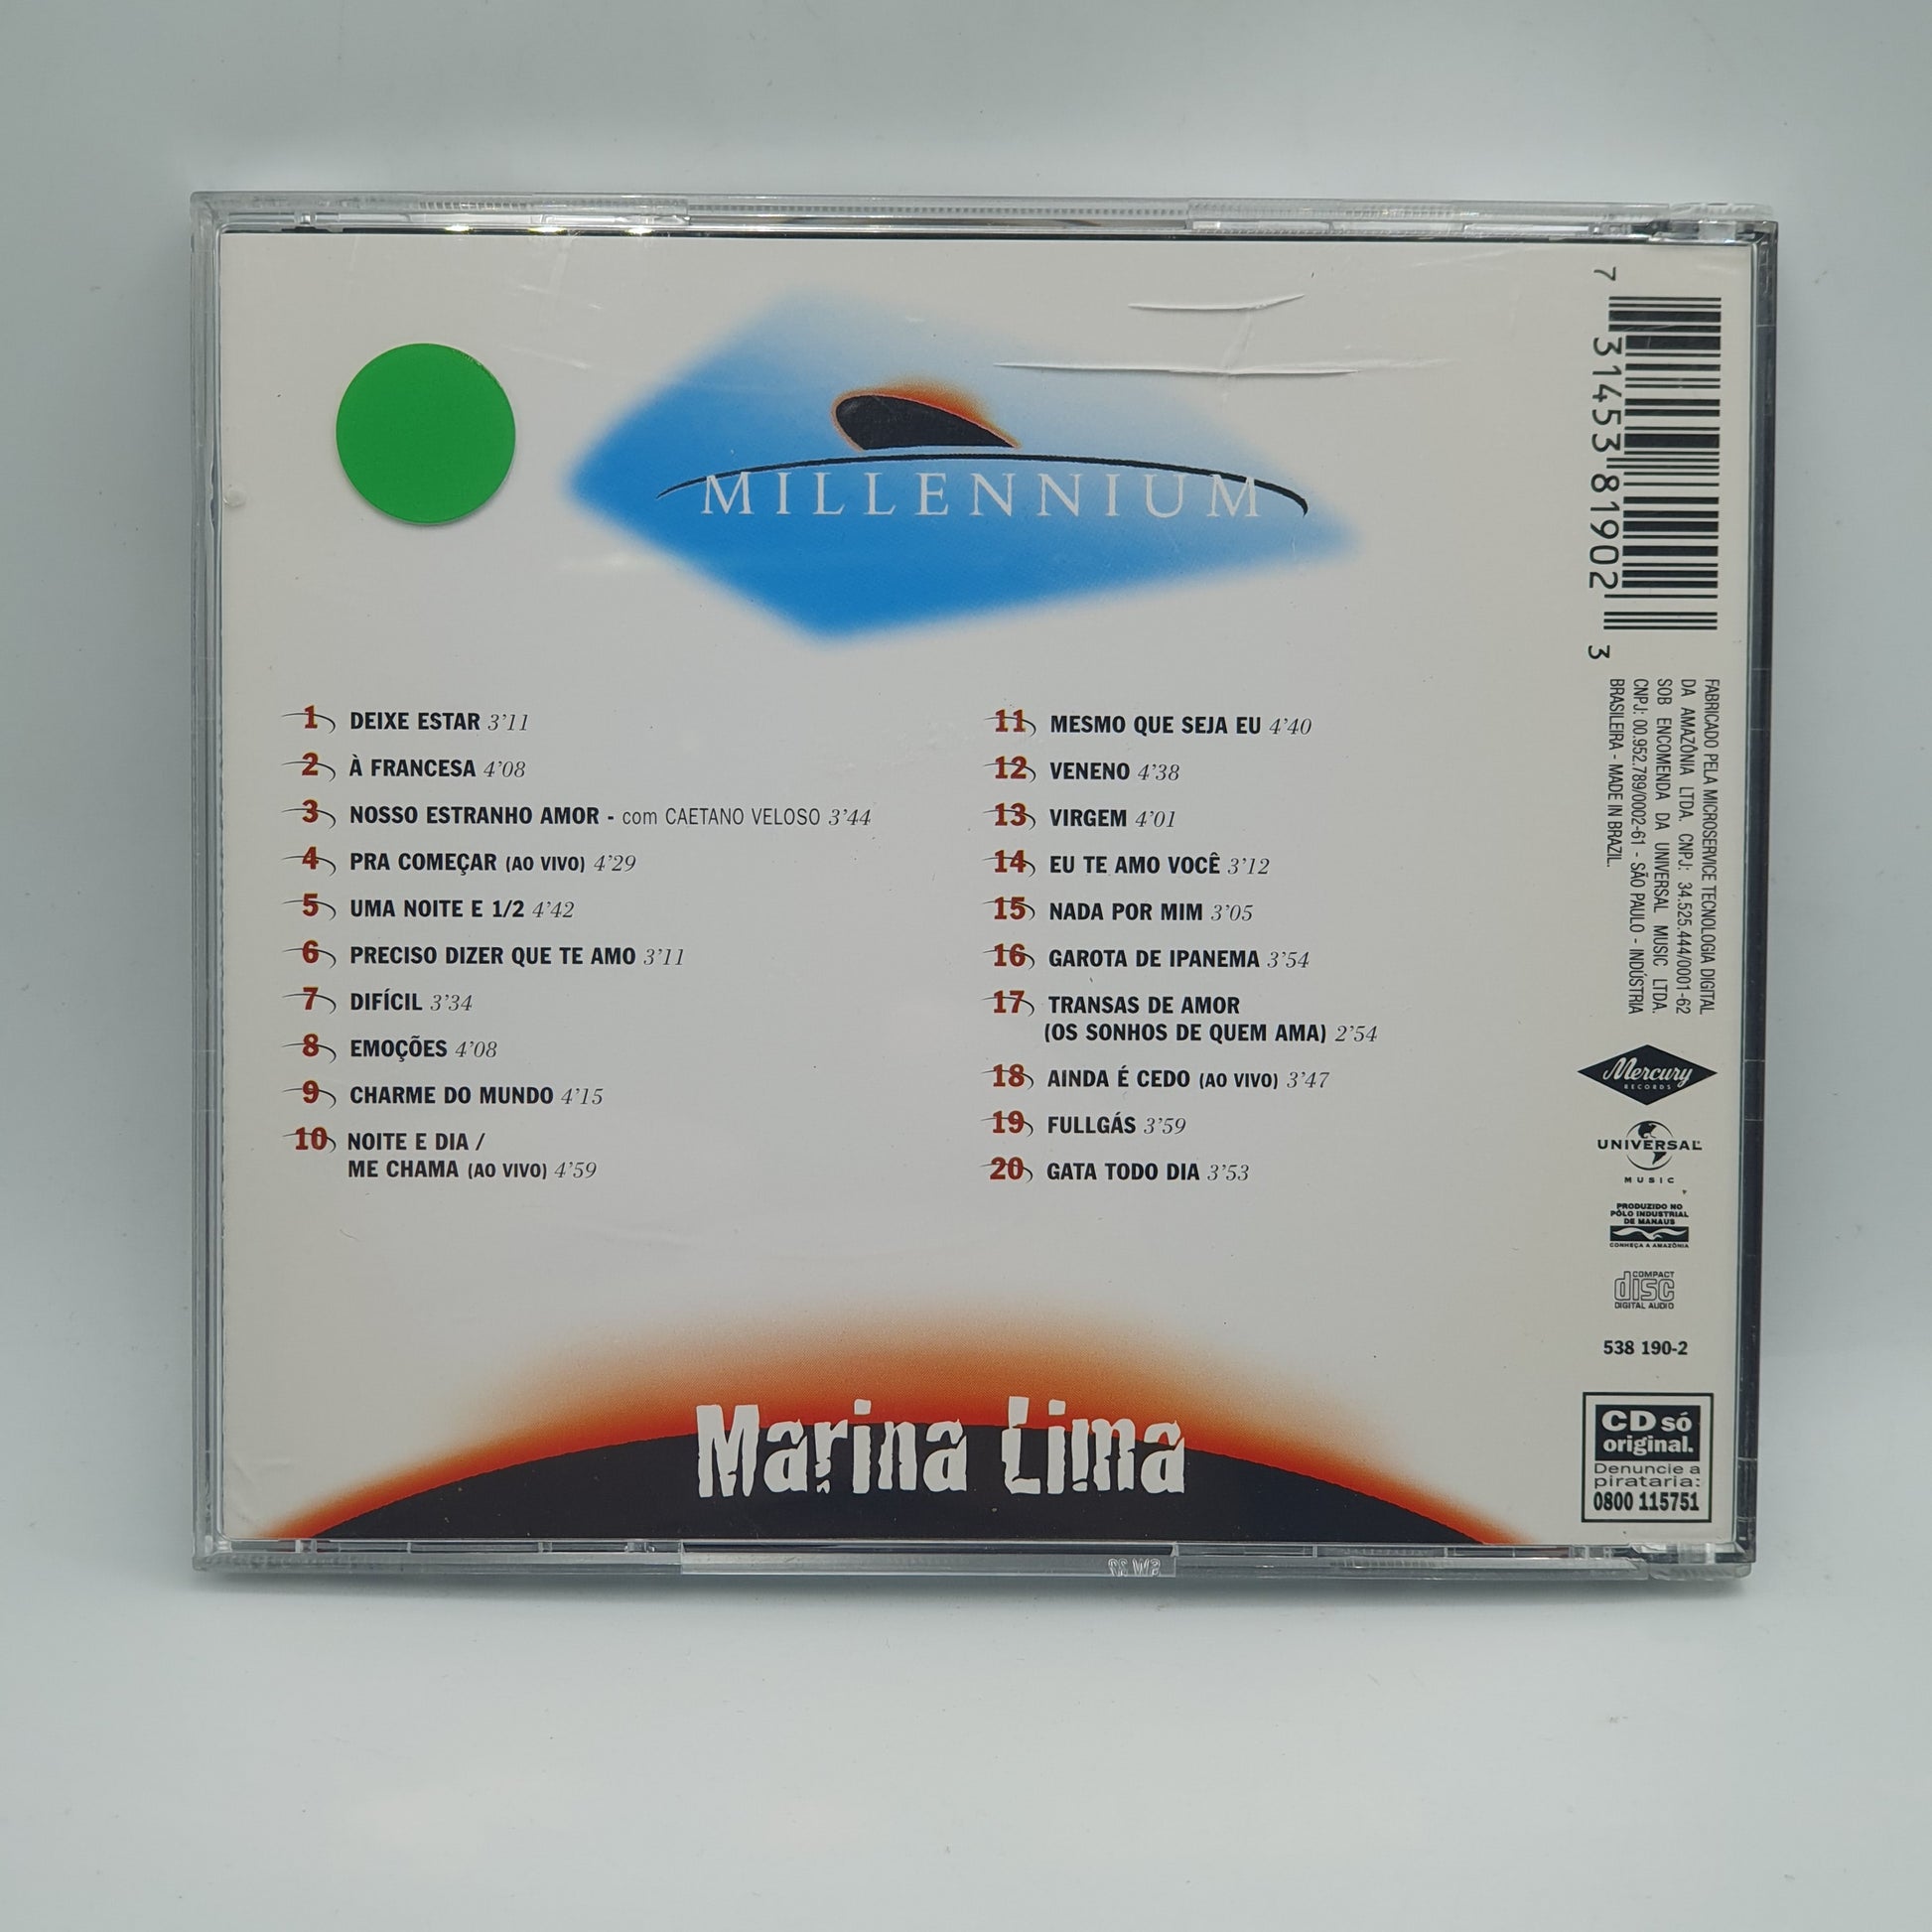 MILLENNIUM
1 DEIXE ESTAR 3'11
2 À FRANCESA 4'08
3 NOSSO ESTRANHO AMOR - com CAETANO VELOSO 3'44
4 PRA COMEÇAR (AO VIVO) 4'29
5 UMA NOITE E 1/2 4'42
6 PRECISO DIZER QUE TE AMO 3'11
7 DIFÍCIL 3'34
8 EMOÇÕES 4'08
9 CHARME DO MUNDO 4'15
10 NOITE E DIA /
ME CHAMA (AO VIVO) 4'59
11 MESMO QUE SEJA EU 4'40
12 VENENO 4'38
13 VIRGEM 4'01
14 EU TE AMO VOCÊ 3'12
15 NADA POR MIM 3'05
16 GAROTA DE IPANEMA 3'54
17 TRANSAS DE AMOR
(OS SONHOS DE QUEM AMA) 2'54
18 AINDA É CEDO (AO VIVO) 3'47
19 FULLGÁS 3'59
20 GATA TODO DIA 3'53
Marina Lima
7 31453 81902 3
FABRICADO PELA MICROSERVICE TECNOLOGIA DIGITAL
DA AMAZÔNIA LTDA. CNPJ: 34.525.444/0001-62
SOB ENCOMENDA DA UNIVERSAL MUSIC LTDA.
CNPJ: 00.952.789/0002-61 - SÃO PAULO - INDÚSTRIA
BRASILEIRA - MADE IN BRAZIL.
Mercury
RECORDS
UNIVERSAL
MUSIC
PRODUZIDO NO
PÓLO INDUSTRIAL
DE MANAUS
CONHEÇA A AMAZÔNIA
COMPACT
disc
DIGITAL AUDIO
538 190-2
CD só
original.
Denuncie a
pirataria:
0800 115751